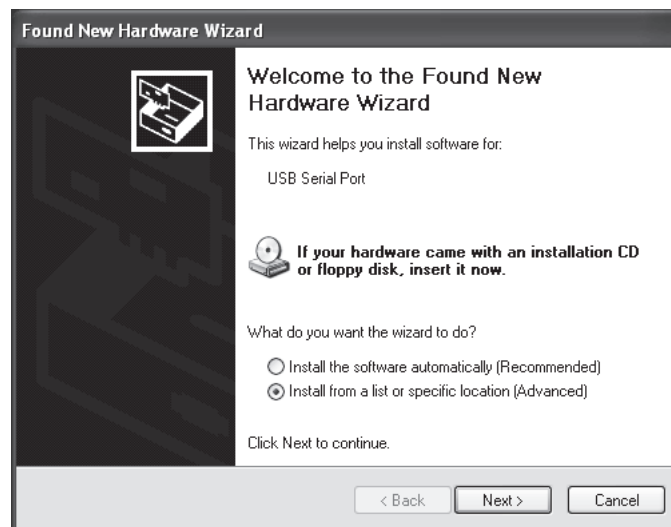 Found New Hardware Wizard
Welcome to the Found New
Hardware Wizard
This wizard helps you install software for:
USB Serial Port
If your hardware came with an installation CD
or floppy disk, insert it now.
What do you want the wizard to do?
Install the software automatically (Recommended)
Install from a list or specific location (Advanced)
Click Next to continue.
< Back Next > Cancel